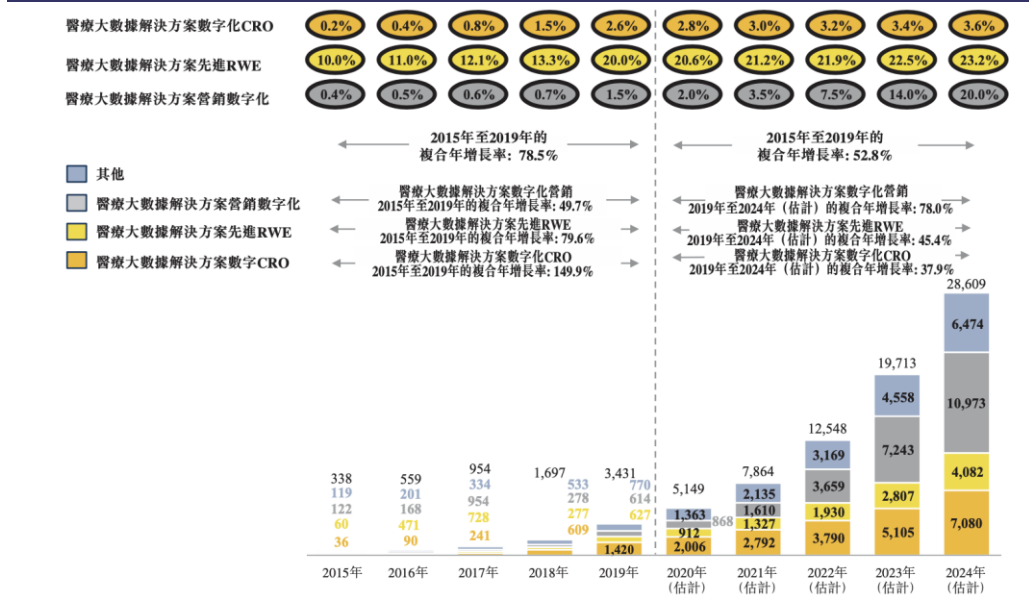 醫療大數據解決方案數字化CRO 0.2% 0.4% 0.8% 1.5% 2.6% 2.8% 3.0% 3.2% 3.4% 3.6%
醫療大數據解決方案先進RWE 10.0% 11.0% 12.1% 13.3% 20.0% 20.6% 21.2% 21.9% 22.5% 23.2%
醫療大數據解決方案營銷數字化 0.4% 0.5% 0.6% 0.7% 1.5% 2.0% 3.5% 7.5% 14.0% 20.0%
2015年至2019年的
複合年增長率: 78.5%
2015年至2019年的
複合年增長率: 52.8%
其他
醫療大數據解決方案營銷數字化
醫療大數據解決方案先進RWE
醫療大數據解決方案數字CRO
醫療大數據解決方案數字化營銷
2015年至2019年的複合年增長率: 49.7%
醫療大數據解決方案先進RWE
2015年至2019年的複合年增長率: 79.6%
醫療大數據解決方案數字化CRO
2015年至2019年的複合年增長率: 149.9%
醫療大數據解決方案數字化營銷
2019年至2024年（估計）的複合年增長率: 78.0%
醫療大數據解決方案先進RWE
2019年至2024年（估計）的複合年增長率: 45.4%
醫療大數據解決方案數字化CRO
2019年至2024年（估計）的複合年增長率: 37.9%
338
119
122
60
36
559
201
168
471
90
954
334
954
728
241
1,697
533
278
277
609
3,431
770
614
627
1,420
5,149
1,363
868
912
2,006
7,864
2,135
1,610
1,327
2,792
12,548
3,169
3,659
1,930
3,790
19,713
4,558
7,243
2,807
5,105
28,609
6,474
10,973
4,082
7,080
2015年 2016年 2017年 2018年 2019年 2020年 2021年 2022年 2023年 2024年
(估計) (估計) (估計) (估計) (估計)